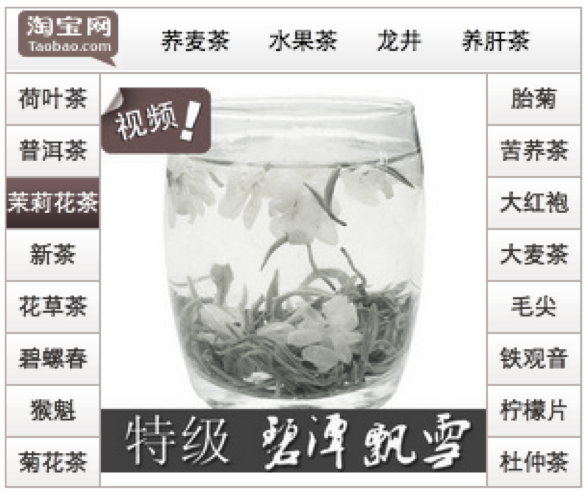 淘宝网
Taobao.com
荞麦茶 水果茶 龙井 养肝茶
荷叶茶
普洱茶
茉莉花茶
新茶
花草茶
碧螺春
猴魁
菊花茶
视频!
特级 碧潭飘雪
胎菊
苦荞茶
大红袍
大麦茶
毛尖
铁观音
柠檬片
杜仲茶